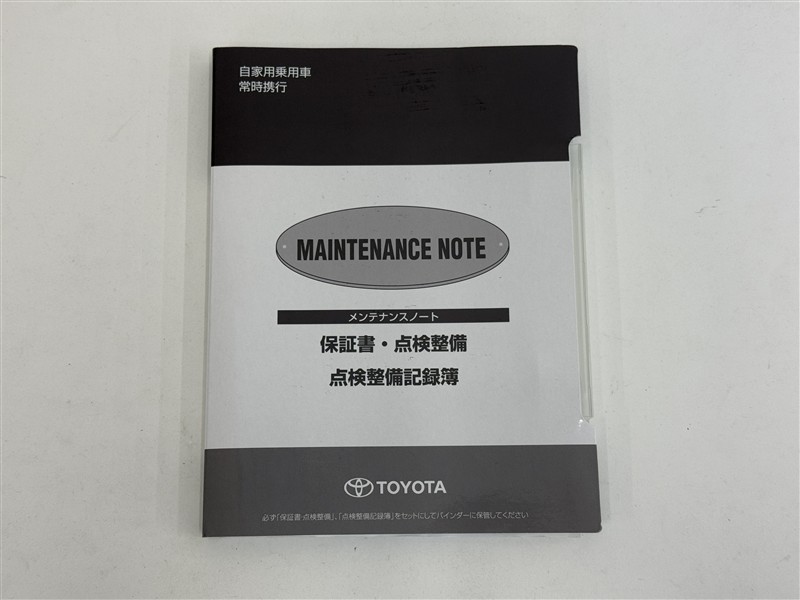 自家用乗用車
常時携行
MAINTENANCE NOTE
メンテナンスノート
保証書・点検整備
点検整備記録簿
TOYOTA
必ず「保証書・点検整備」、「点検整備記録簿」をセットにしてバインダーに保管してください